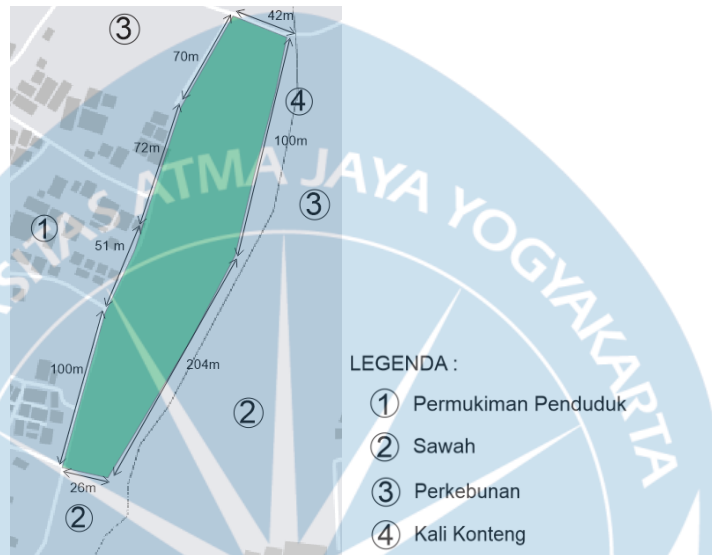 3
42m
70m
4
100m
72m
3
1
51 m
100m
204m
2
26m
2
SITAS ATMA JAYA YOGYAKARTA
LEGENDA :
1 Permukiman Penduduk
2 Sawah
3 Perkebunan
4 Kali Konteng